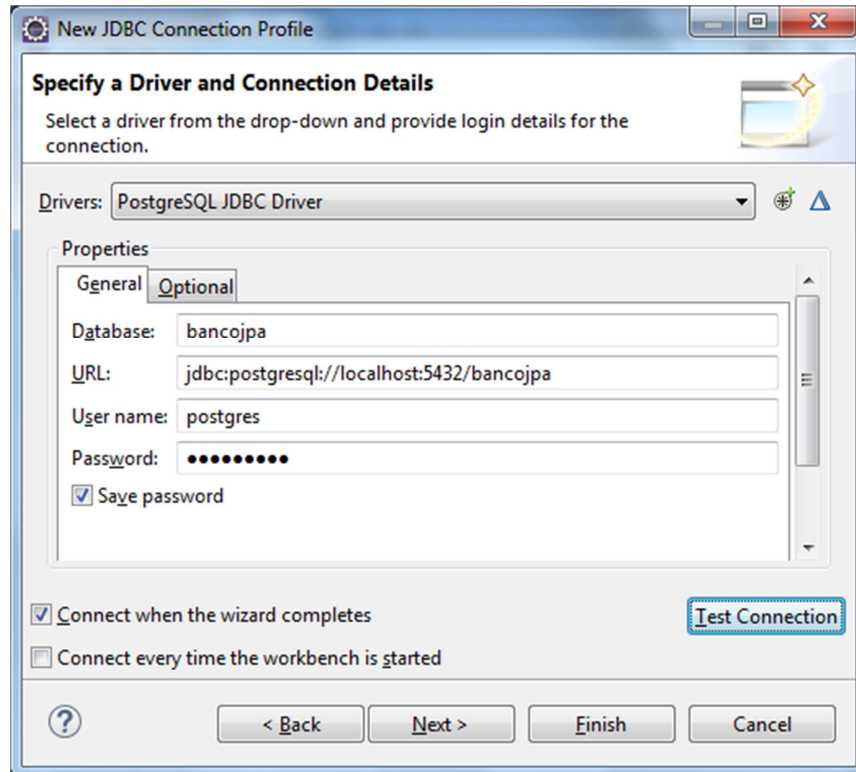 New JDBC Connection Profile
Specify a Driver and Connection Details
Select a driver from the drop-down and provide login details for the
connection.
Drivers: PostgreSQL JDBC Driver
Properties
General Optional
Database: bancojpa
URL: jdbc:postgresql://localhost:5432/bancojpa
User name: postgres
Password: •••••••••
Save password
Connect when the wizard completes
Test Connection
Connect every time the workbench is started
? < Back Next > Finish Cancel